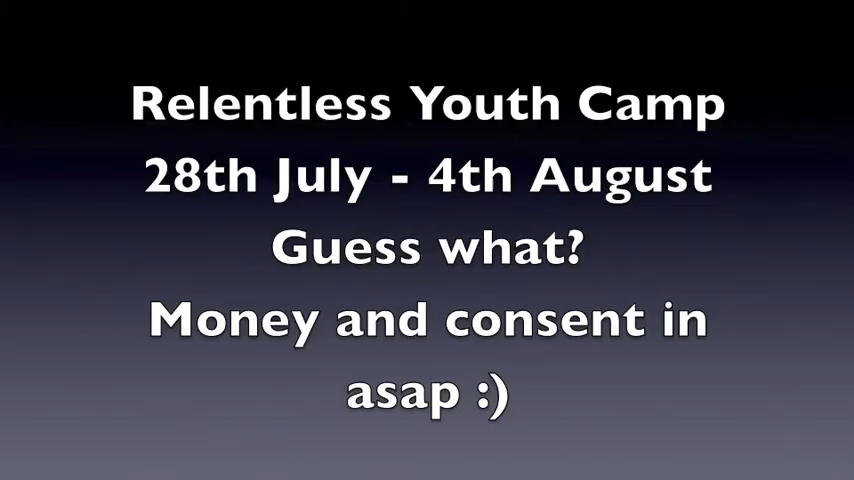 Relentless Youth Camp
28th July - 4th August
Guess what?
Money and consent in
asap :)